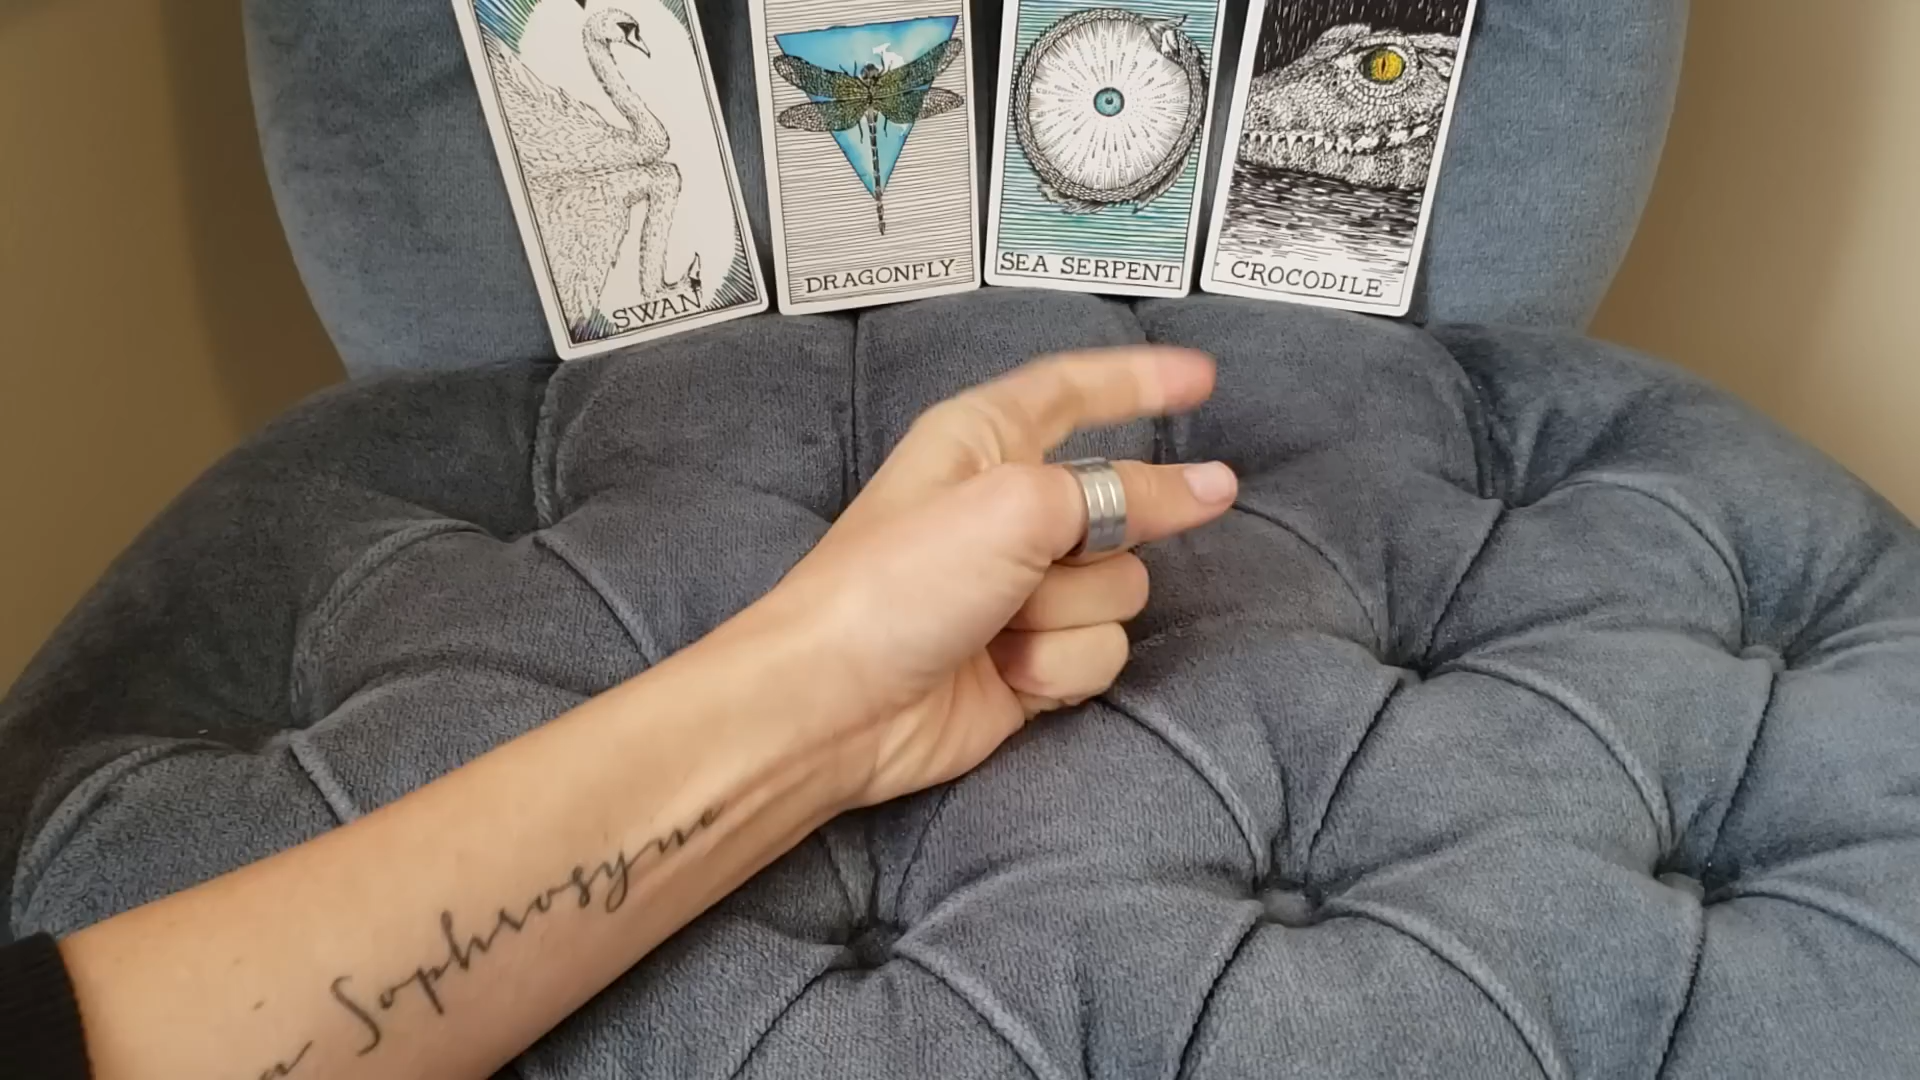 SWAN
DRAGONFLY
SEA SERPENT
CROCODILE
Sophrosyne